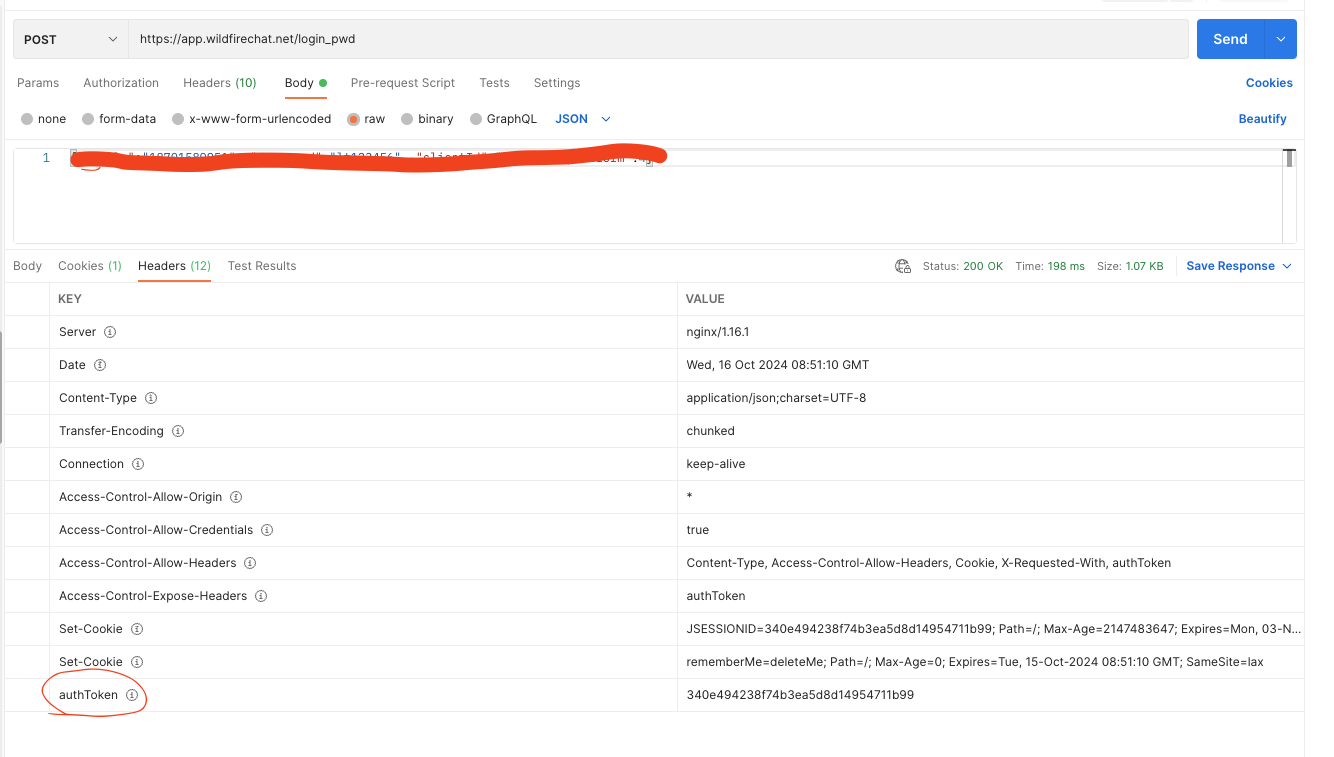 POST
https://app.wildfirechat.net/login_pwd
Send
Params Authorization Headers (10) Body Pre-request Script Tests Settings Cookies
none form-data x-www-form-urlencoded raw binary GraphQL JSON Beautify
1
Body Cookies (1) Headers (12) Test Results Status: 200 OK Time: 198 ms Size: 1.07 KB Save Response
KEY VALUE
Server nginx/1.16.1
Date Wed, 16 Oct 2024 08:51:10 GMT
Content-Type application/json;charset=UTF-8
Transfer-Encoding chunked
Connection keep-alive
Access-Control-Allow-Origin *
Access-Control-Allow-Credentials true
Access-Control-Allow-Headers Content-Type, Access-Control-Allow-Headers, Cookie, X-Requested-With, authToken
Access-Control-Expose-Headers authToken
Set-Cookie JSESSIONID=340e494238f74b3ea5d8d14954711b99; Path=/; Max-Age=2147483647; Expires=Mon, 03-N...
Set-Cookie rememberMe=deleteMe; Path=/; Max-Age=0; Expires=Tue, 15-Oct-2024 08:51:10 GMT; SameSite=lax
authToken 340e494238f74b3ea5d8d14954711b99